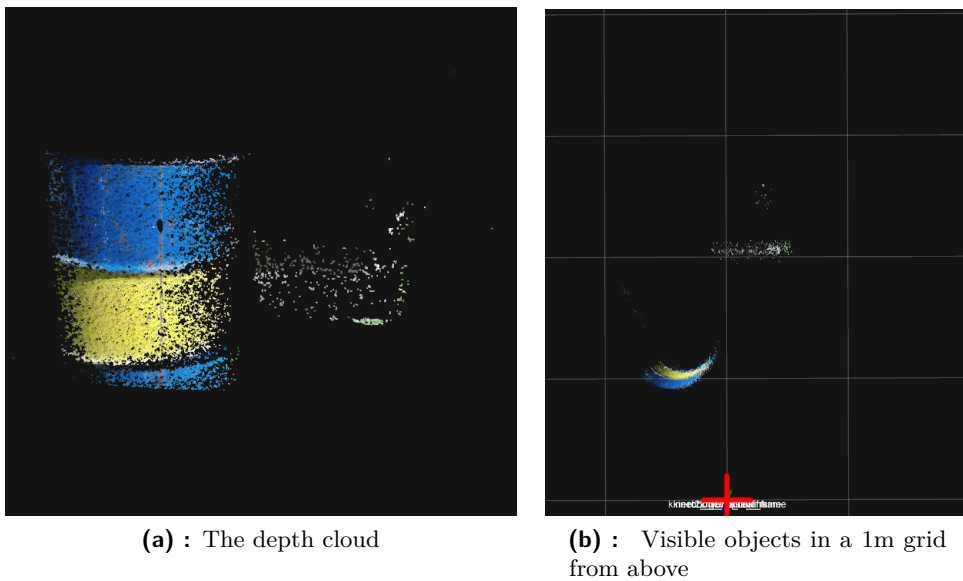 (a) : The depth cloud
(b) : Visible objects in a 1m grid
from above